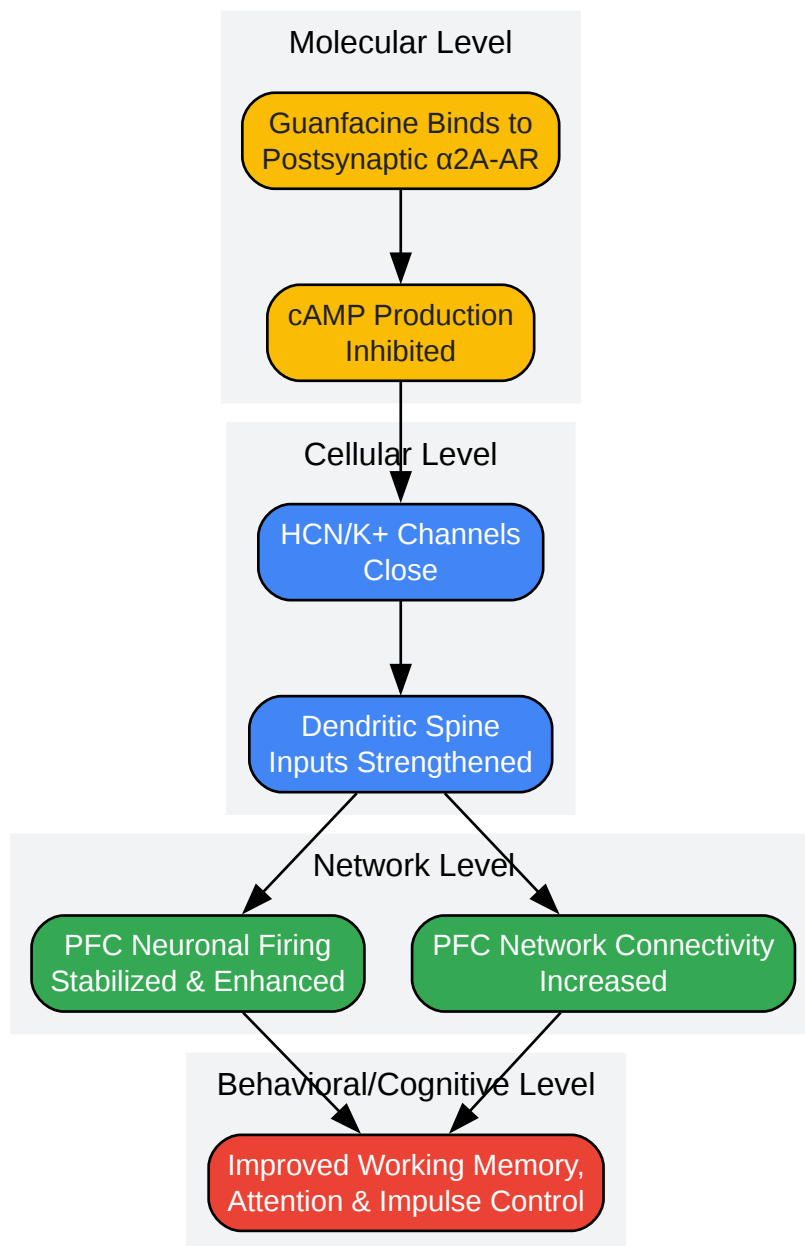 Molecular Level
Guanfacine Binds to
Postsynaptic α2A-AR
cAMP Production
Inhibited
Cellular Level
HCN/K+ Channels
Close
Dendritic Spine
Inputs Strengthened
Network Level
PFC Neuronal Firing
Stabilized & Enhanced
PFC Network Connectivity
Increased
Behavioral/Cognitive Level
Improved Working Memory,
Attention & Impulse Control